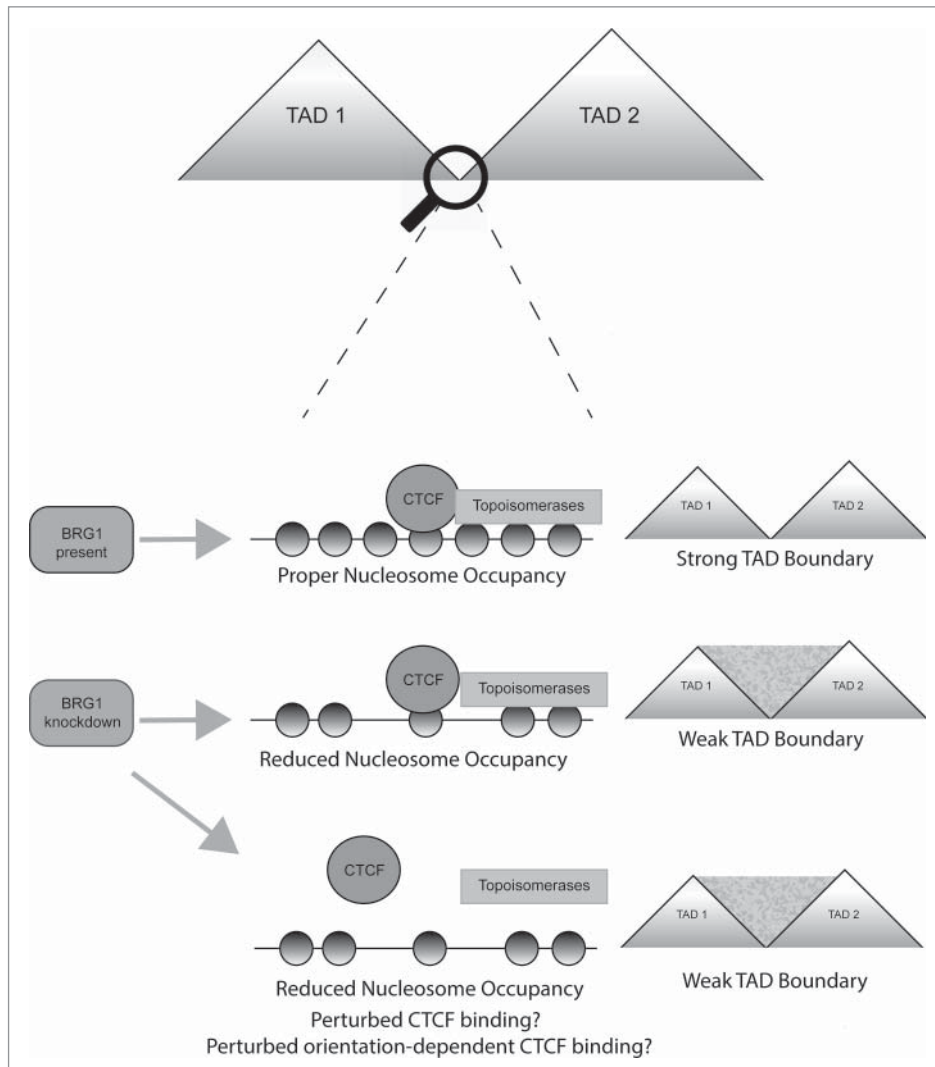 TAD 1
TAD 2
BRG1
present
CTCF
Topoisomerases
Proper Nucleosome Occupancy
TAD 1
TAD 2
Strong TAD Boundary
BRG1
knockdown
CTCF
Topoisomerases
Reduced Nucleosome Occupancy
TAD 1
TAD 2
Weak TAD Boundary
CTCF
Topoisomerases
Reduced Nucleosome Occupancy
Perturbed CTCF binding?
Perturbed orientation-dependent CTCF binding?
TAD 1
TAD 2
Weak TAD Boundary